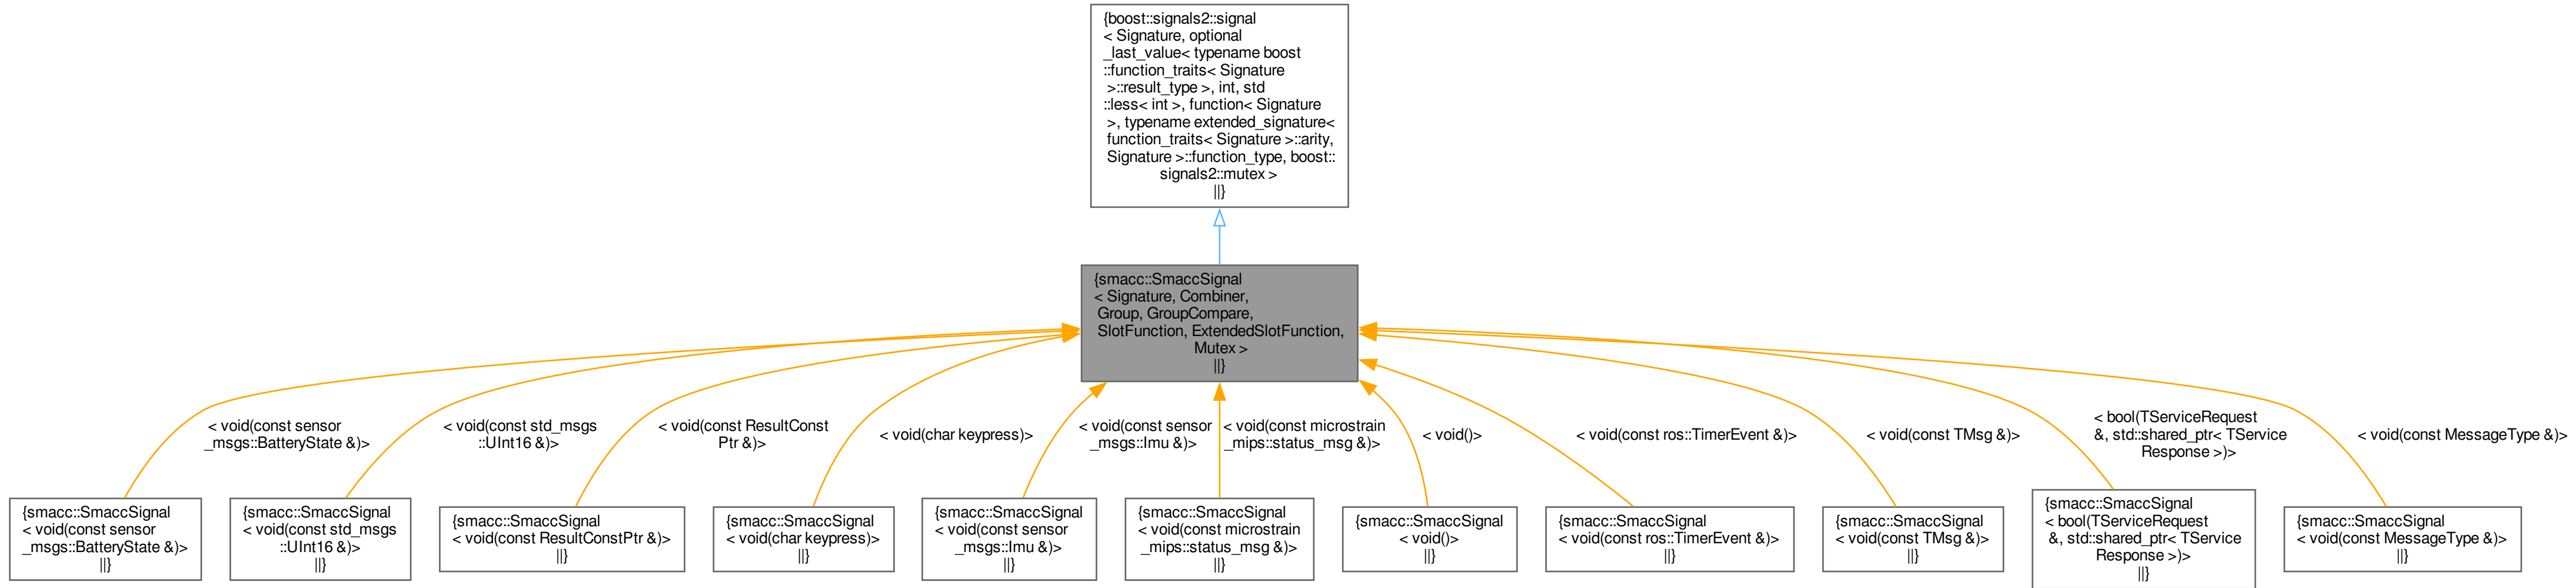 {boost::signals2::signal
< Signature, optional
_last_value< typename boost
::function_traits< Signature
>::result_type >, int, std
::less< int >, function< Signature
>, typename extended_signature<
function_traits< Signature >::arity,
Signature >::function_type, boost::
signals2::mutex >
||}
{smacc::SmaccSignal
< Signature, Combiner,
Group, GroupCompare,
SlotFunction, ExtendedSlotFunction,
Mutex >
||}
< void(const sensor
_msgs::BatteryState &)>
< void(const std_msgs
::UInt16 &)>
< void(const ResultConst
Ptr &)>
< void(char keypress)>
< void(const sensor
_msgs::Imu &)>
< void(const microstrain
_mips::status_msg &)>
< void()>
< void(const ros::TimerEvent &)>
< void(const TMsg &)>
< bool(TServiceRequest
&, std::shared_ptr< TService
Response >)>
< void(const MessageType &)>
{smacc::SmaccSignal
< void(const sensor
_msgs::BatteryState &)>
||}
{smacc::SmaccSignal
< void(const std_msgs
::UInt16 &)>
||}
{smacc::SmaccSignal
< void(const ResultConstPtr &)>
||}
{smacc::SmaccSignal
< void(char keypress)>
||}
{smacc::SmaccSignal
< void(const sensor
_msgs::Imu &)>
||}
{smacc::SmaccSignal
< void(const microstrain
_mips::status_msg &)>
||}
{smacc::SmaccSignal
< void()>
||}
{smacc::SmaccSignal
< void(const ros::TimerEvent &)>
||}
{smacc::SmaccSignal
< void(const TMsg &)>
||}
{smacc::SmaccSignal
< bool(TServiceRequest
&, std::shared_ptr< TService
Response >)>
||}
{smacc::SmaccSignal
< void(const MessageType &)>
||}